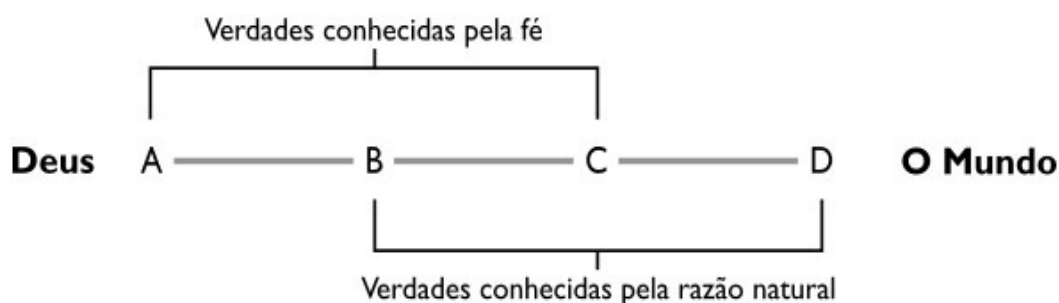 Verdades conhecidas pela fé
Deus A B C D O Mundo
Verdades conhecidas pela razão natural